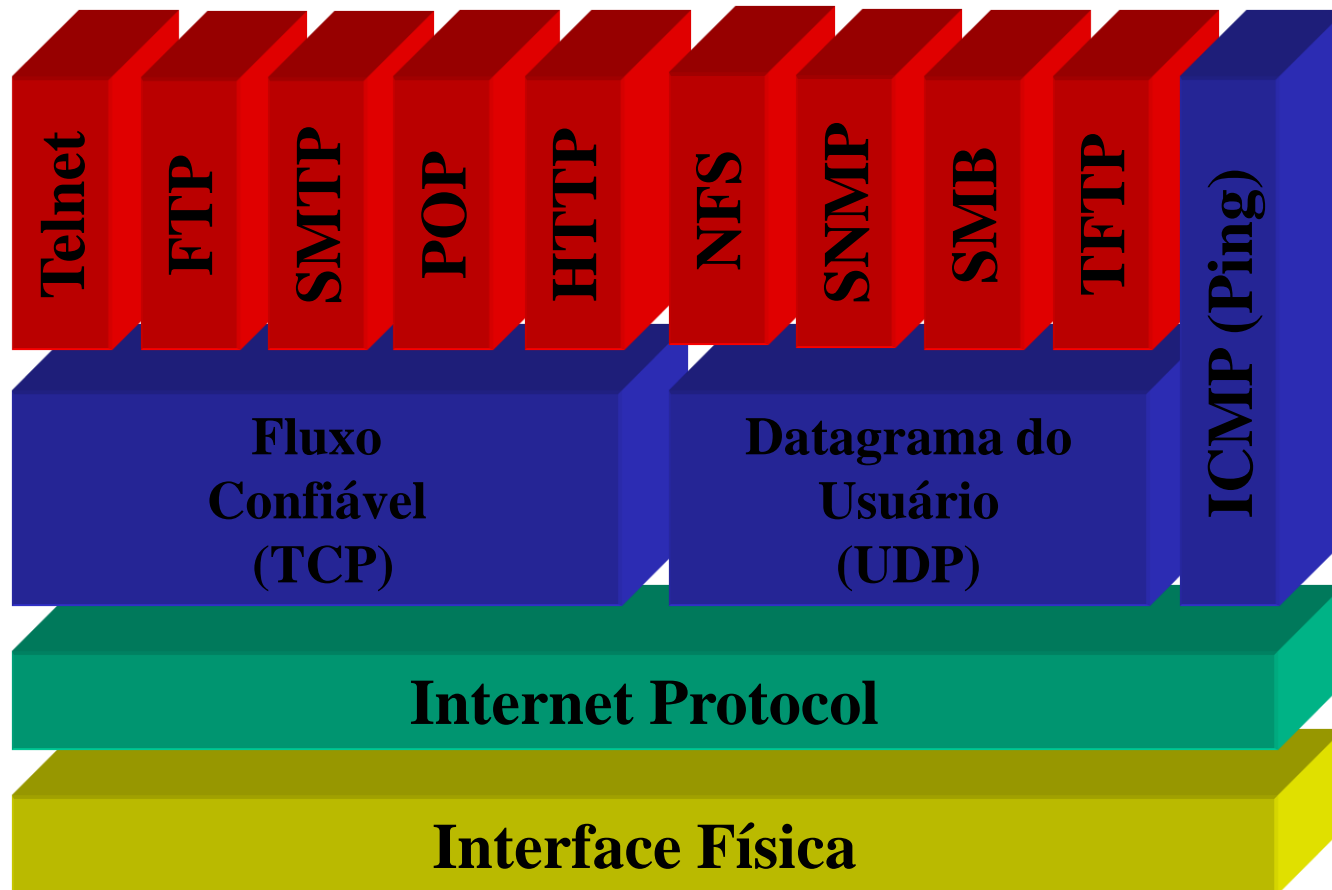 Telnet
FTP
SMTP
POP
HTTP
NFS
SNMP
SMB
TFTP
ICMP (Ping)
Fluxo
Confiável
(TCP)
Datagrama do
Usuário
(UDP)
Internet Protocol
Interface Física